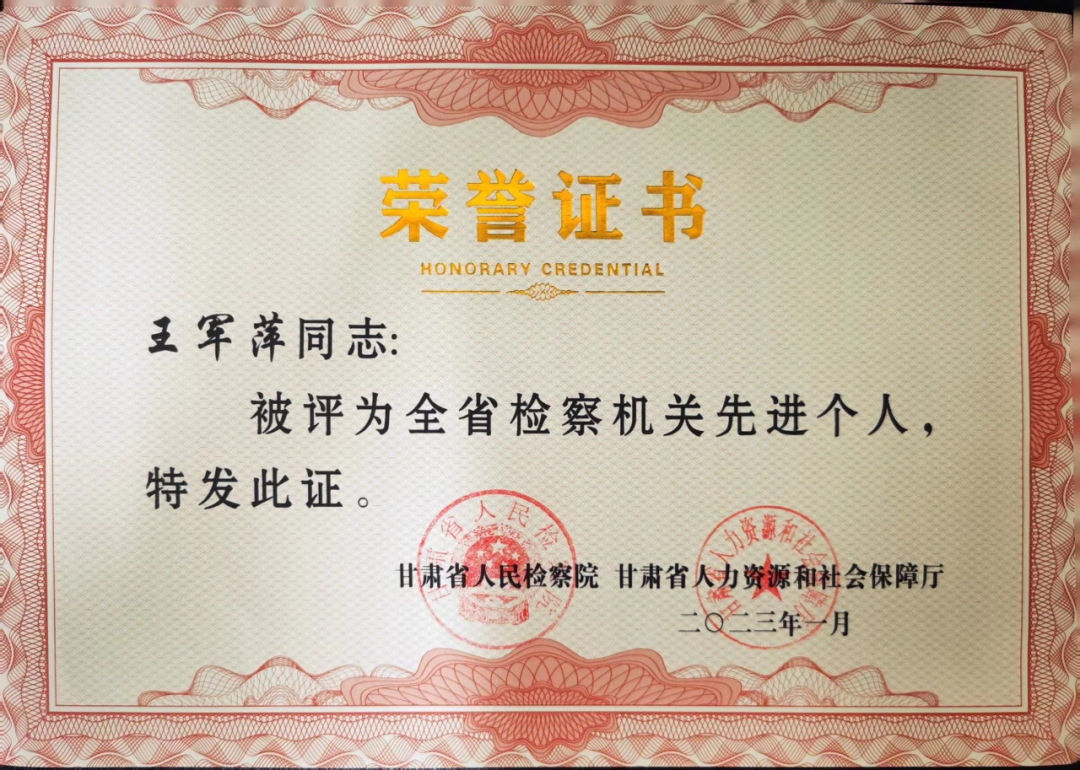 荣誉证书
HONORARY CREDENTIAL
王军萍同志:
被评为全省检察机关先进个人，
特发此证。
甘肃省人民检察院 甘肃省人力资源和社会保障厅
二〇二三年一月